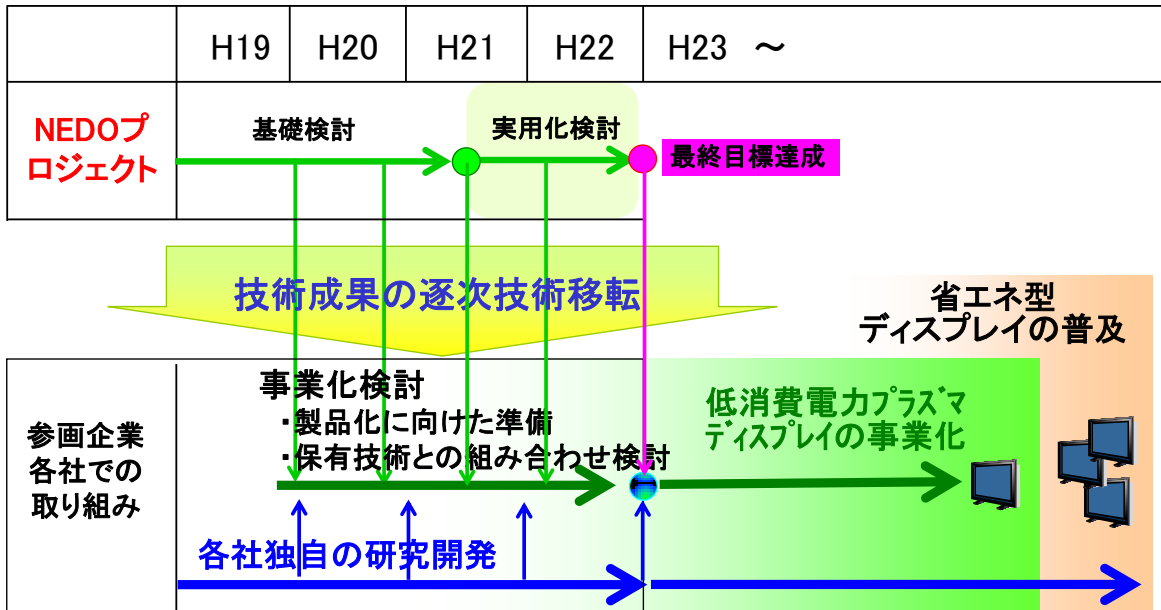 H19 H20 H21 H22 H23 ～
NEDOプ
ロジェクト
基礎検討
実用化検討
最終目標達成
技術成果の逐次技術移転
省エネ型
ディスプレイの普及
参画企業
各社での
取り組み
事業化検討
・製品化に向けた準備
・保有技術との組み合わせ検討
低消費電力プラズマ
ディスプレイの事業化
各社独自の研究開発